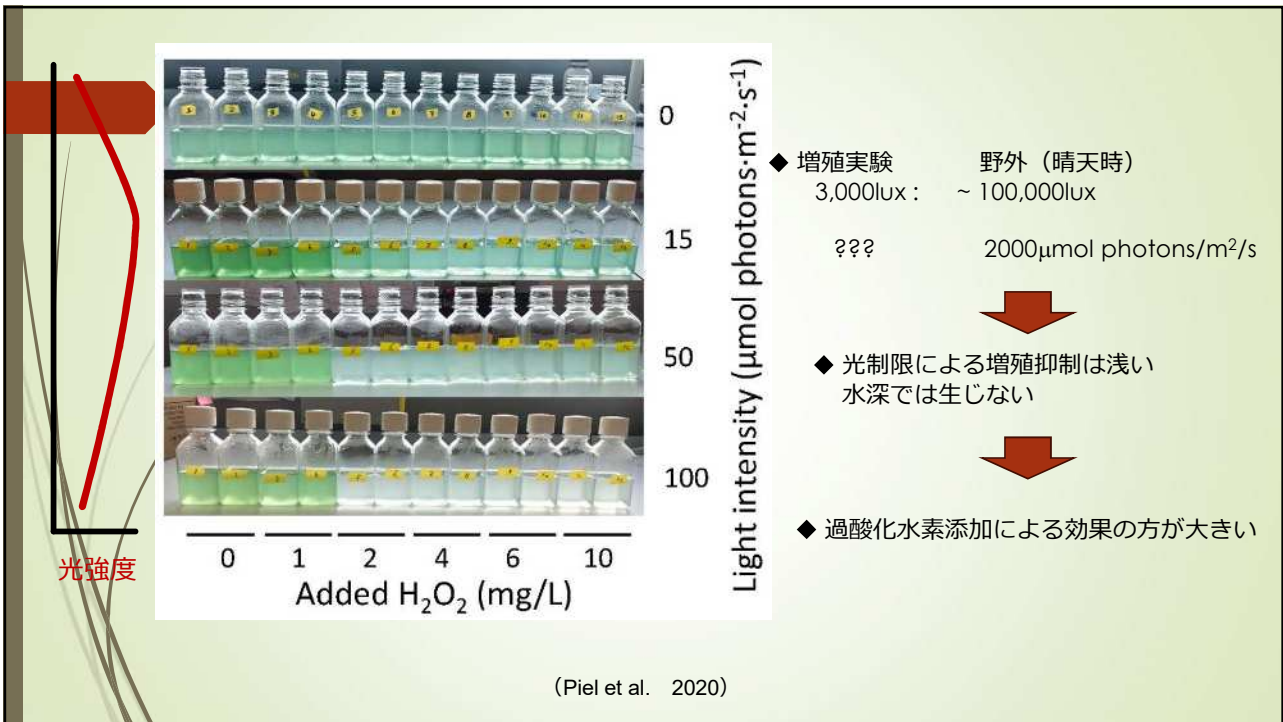 0
15
50
100
Light intensity (μmol photons·m-2·s-1)
0 1 2 4 6 10
Added H2O2 (mg/L)
光強度
◆ 増殖実験 野外（晴天時）
3,000lux : ~ 100,000lux
??? 2000μmol photons/m2/s
◆ 光制限による増殖抑制は浅い
水深では生じない
◆ 過酸化水素添加による効果の方が大きい
（Piel et al. 2020）